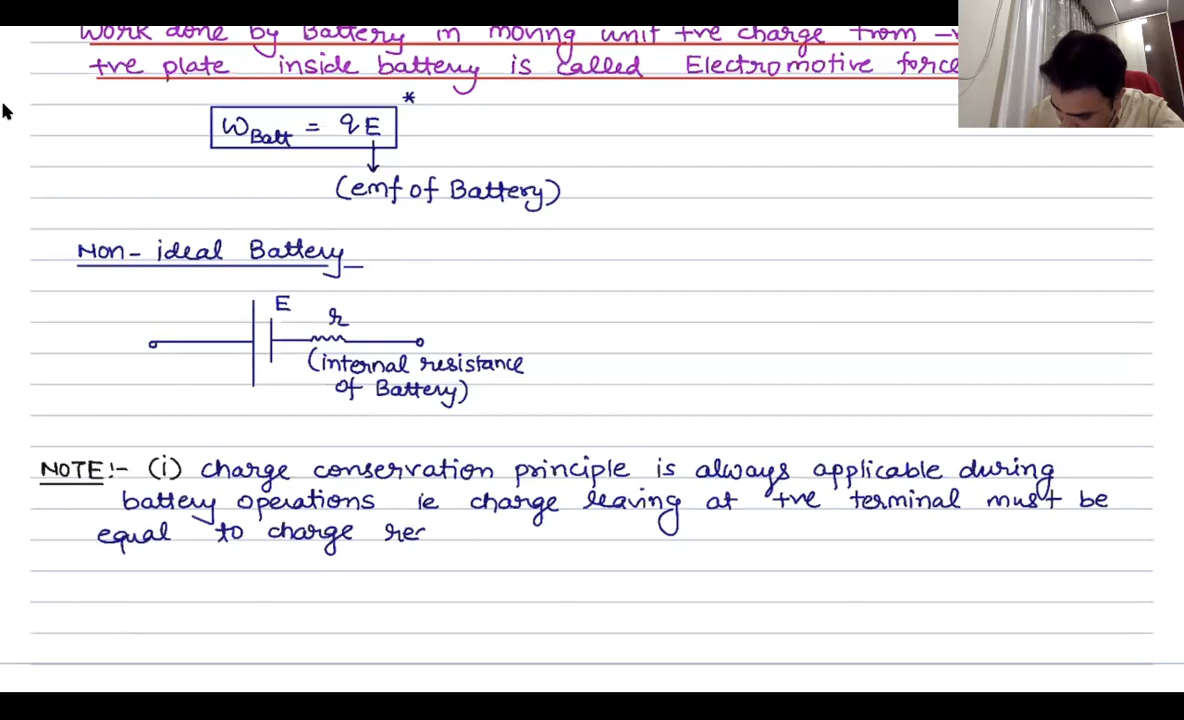 Work done by Battery in moving unit +ve charge from
+ve plate inside battery is called Electromotive force
*
W_Batt = qE
(emf of Battery)
Non-ideal Battery
E
r
(internal resistance
of Battery)
NOTE:- (i) charge conservation principle is always applicable during
battery operations ie charge leaving at +ve terminal must be
equal to charge rec